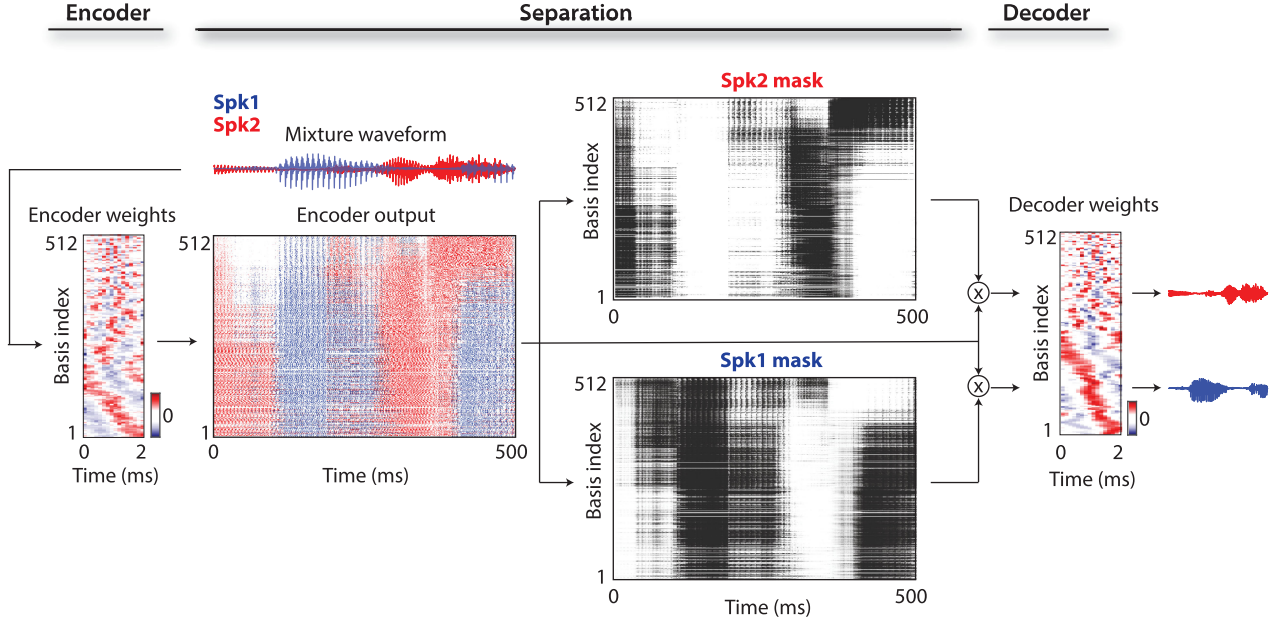 Encoder
Separation
Decoder
Spk1
Spk2
Mixture waveform
Encoder weights
512
Basis index
1
0
0
2
Time (ms)
Encoder output
512
1
0
500
Time (ms)
Spk2 mask
512
Basis index
1
0
500
Spk1 mask
512
Basis index
1
0
500
Time (ms)
x
x
Decoder weights
512
Basis index
1
0
0
2
Time (ms)